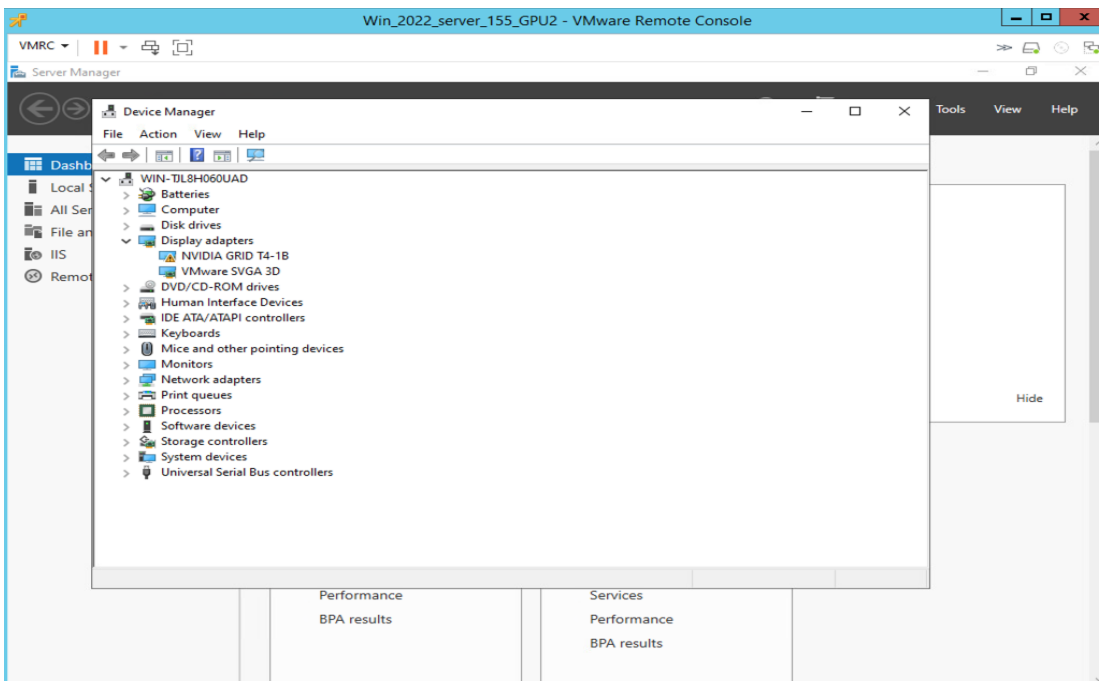 Win_2022_server_155_GPU2 - VMware Remote Console
VMRC
Server Manager
Device Manager
Tools View Help
File Action View Help
Dashb
Local S
All Ser
File an
IIS
Remot
WIN-TJL8H060UAD
Batteries
Computer
Disk drives
Display adapters
NVIDIA GRID T4-1B
VMware SVGA 3D
DVD/CD-ROM drives
Human Interface Devices
IDE ATA/ATAPI controllers
Keyboards
Mice and other pointing devices
Monitors
Network adapters
Print queues
Processors
Software devices
Storage controllers
System devices
Universal Serial Bus controllers
Hide
Performance
BPA results
Services
Performance
BPA results